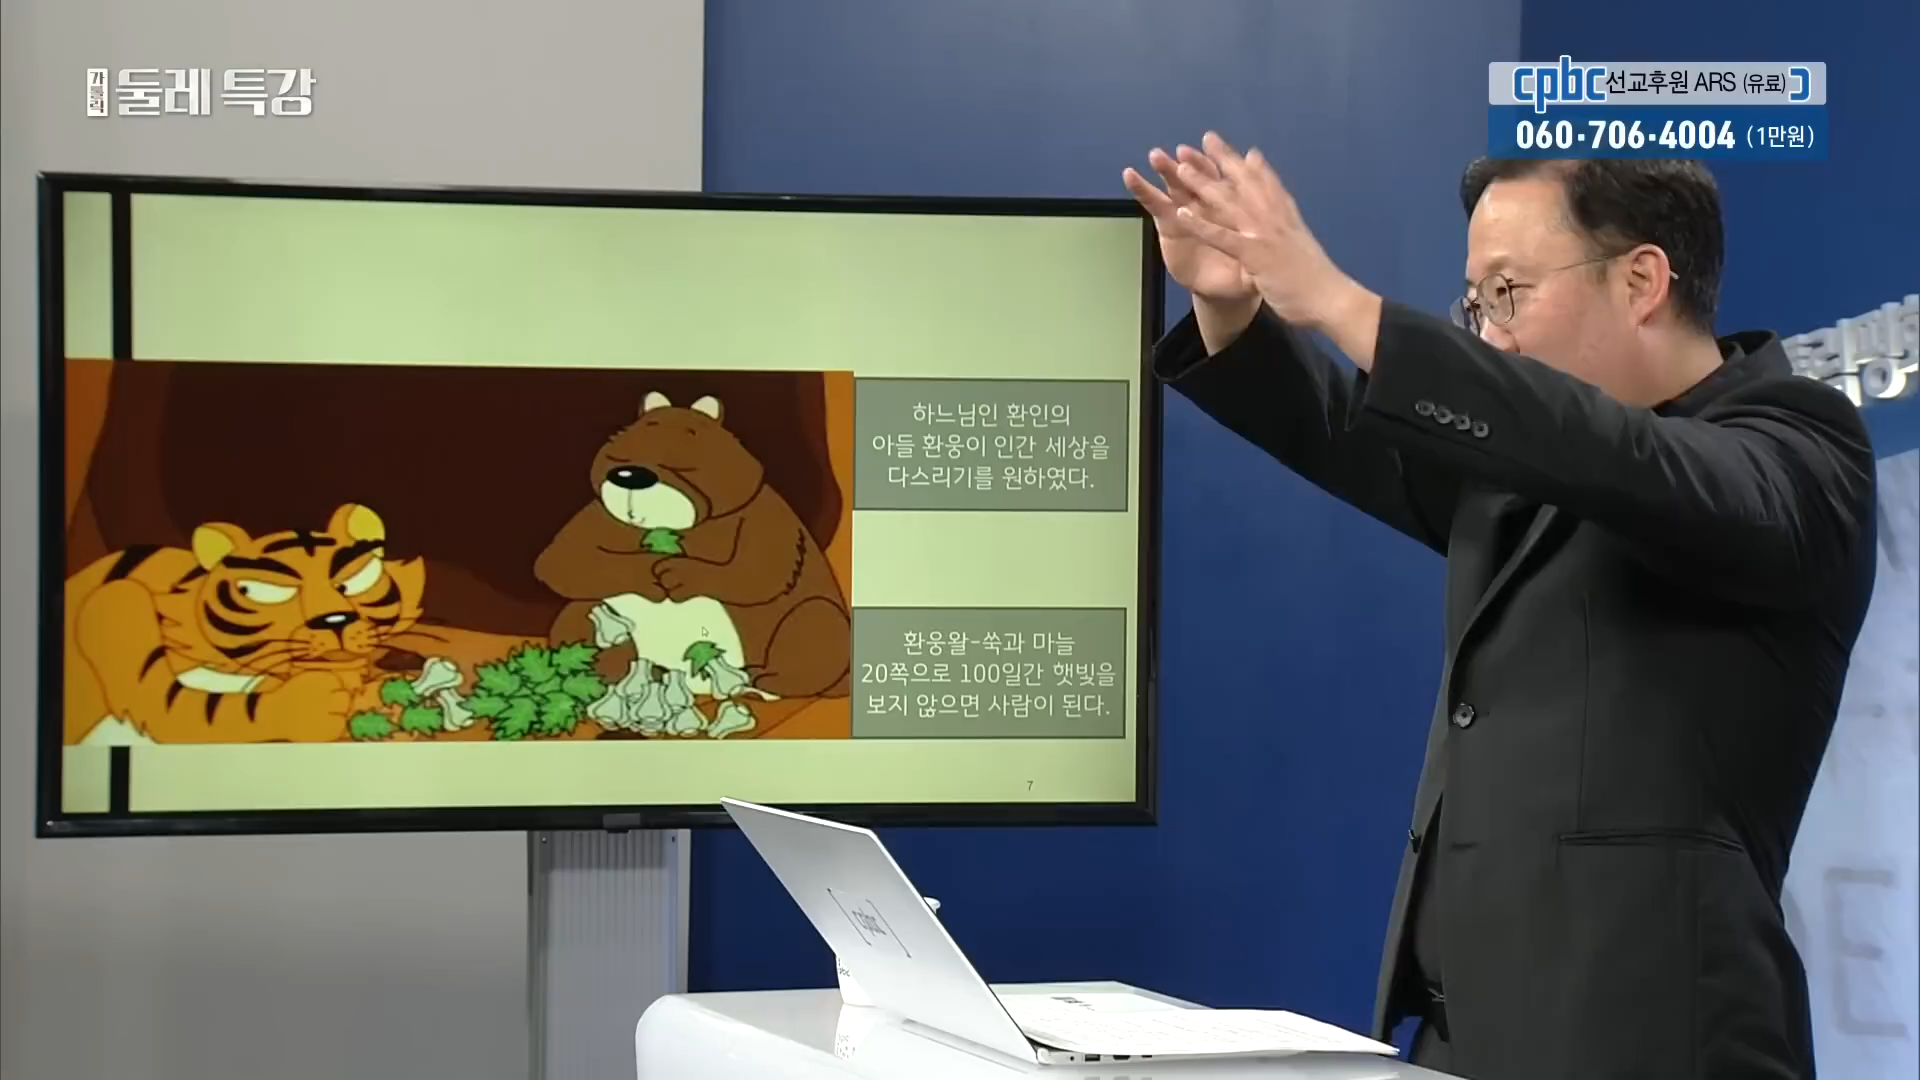 가톨릭 둘레 특강
cpbc 선교후원 ARS (유료)
060·706·4004 (1만원)
하느님인 환인의
아들 환웅이 인간 세상을
다스리기를 원하였다.
환웅왈-쑥과 마늘
20쪽으로 100일간 햇빛을
보지 않으면 사람이 된다.
7